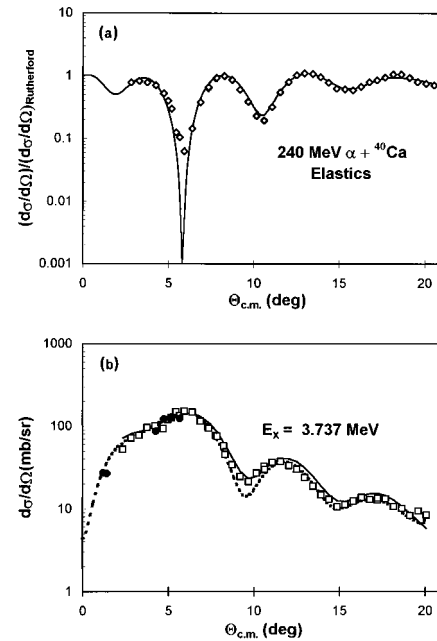 (a)
10
1
0.1
0.01
0.001
(dσ/dΩ)/(dσ/dΩ)Rutherford
240 MeV α + 40Ca
Elastics
0 5 10 15 20
Θc.m. (deg)
(b)
1000
100
10
1
dσ/dΩ(mb/sr)
Ex = 3.737 MeV
0 5 10 15 20
Θc.m. (deg)